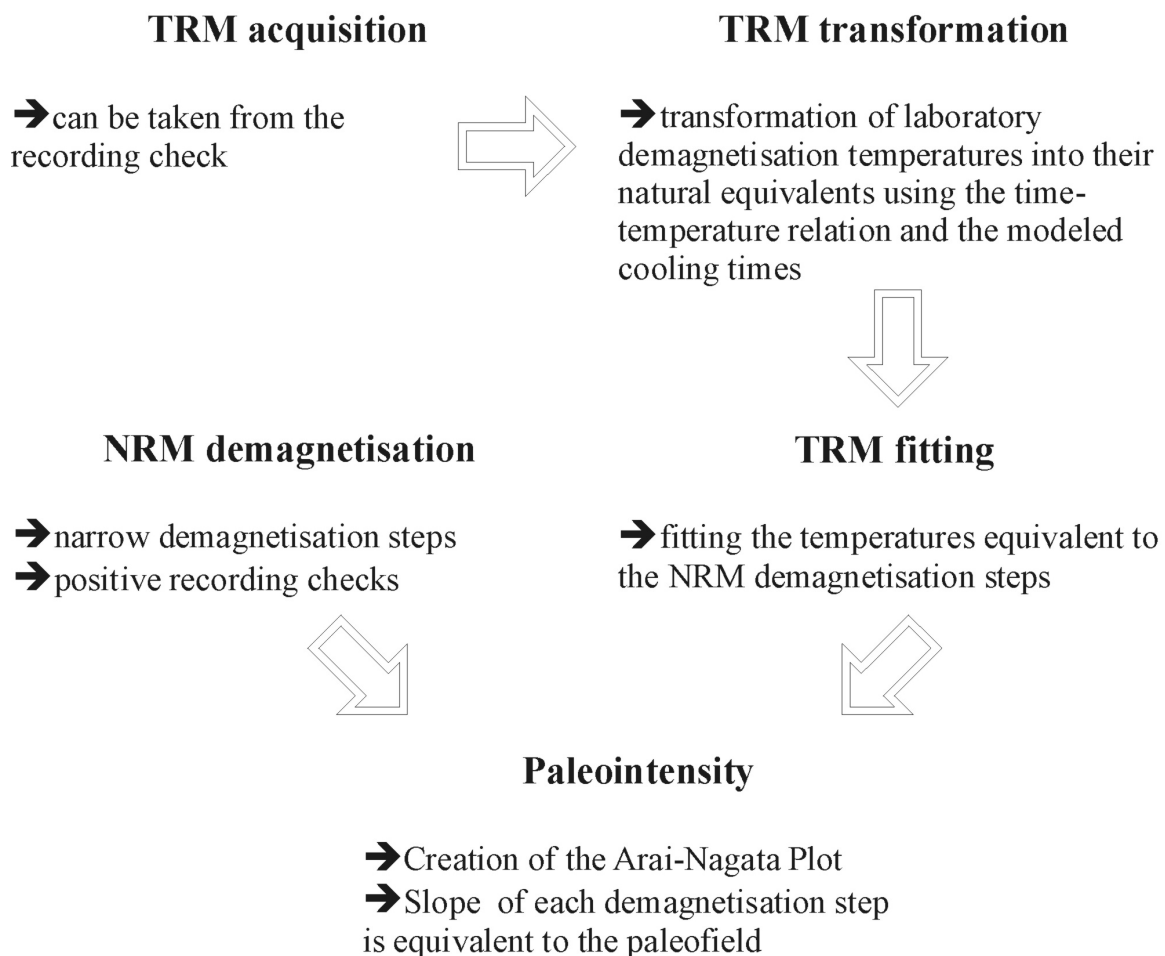 TRM acquisition
➔can be taken from the
recording check
TRM transformation
➔transformation of laboratory
demagnetisation temperatures into their
natural equivalents using the time-
temperature relation and the modeled
cooling times
NRM demagnetisation
➔narrow demagnetisation steps
➔positive recording checks
TRM fitting
➔fitting the temperatures equivalent to
the NRM demagnetisation steps
Paleointensity
➔Creation of the Arai-Nagata Plot
➔Slope of each demagnetisation step
is equivalent to the paleofield